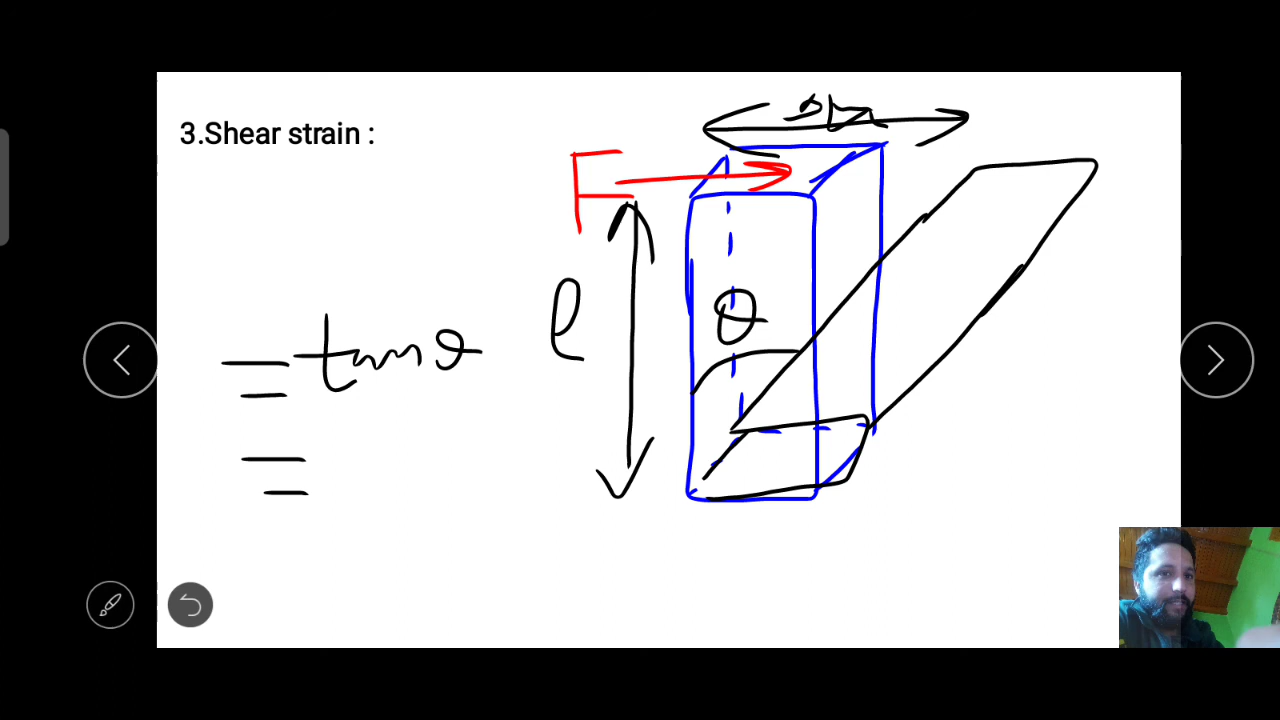 3.Shear strain :
F
l
θ
= tanθ
=